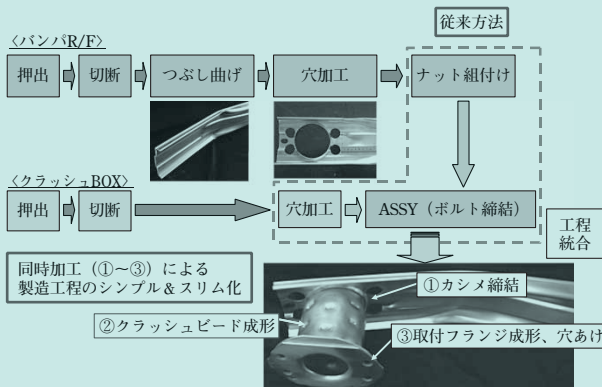 従来方法
〈バンパR/F〉
押出
切断
つぶし曲げ
穴加工
ナット組付け
〈クラッシュBOX〉
押出
切断
穴加工
ASSY（ボルト締結）
工程
統合
同時加工（①～③）による
製造工程のシンプル＆スリム化
①カシメ締結
②クラッシュビード成形
③取付フランジ成形、穴あけ